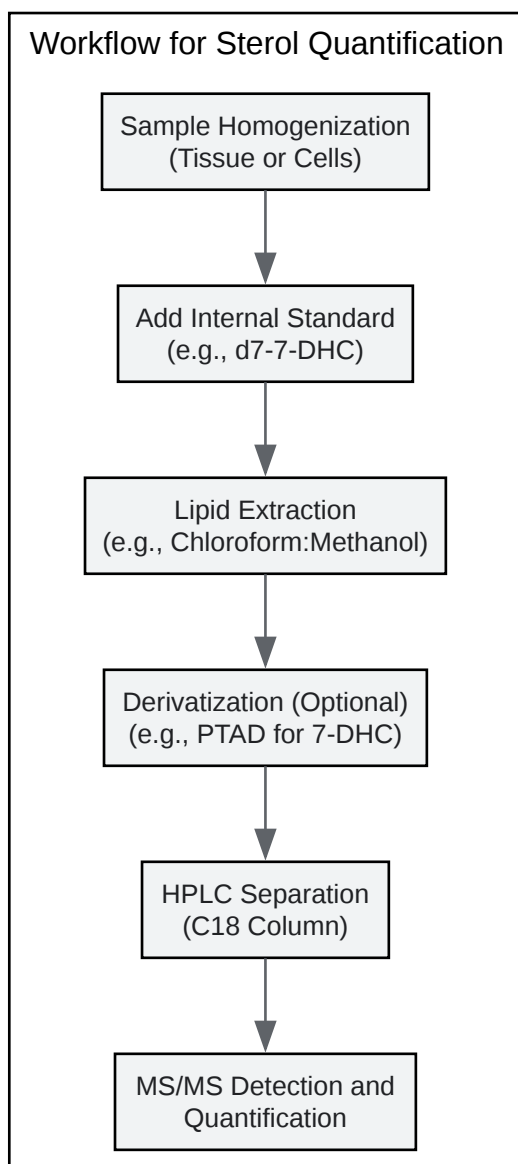 Workflow for Sterol Quantification
Sample Homogenization
(Tissue or Cells)
Add Internal Standard
(e.g., d7-7-DHC)
Lipid Extraction
(e.g., Chloroform:Methanol)
Derivatization (Optional)
(e.g., PTAD for 7-DHC)
HPLC Separation
(C18 Column)
MS/MS Detection and
Quantification